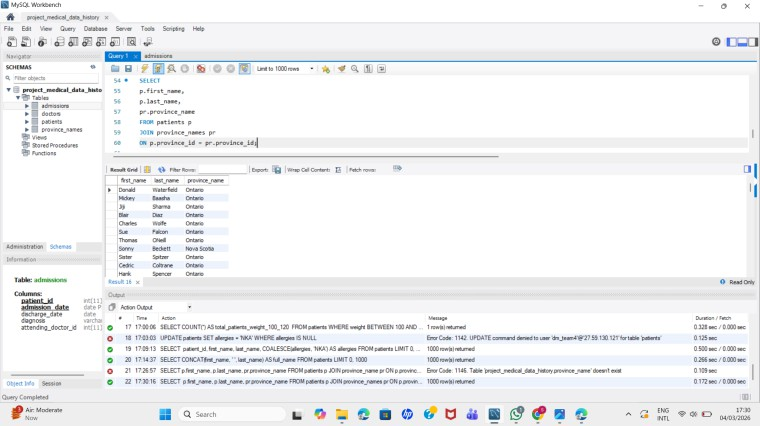 MySQL Workbench
project_medical_data_history
File Edit View Query Database Server Tools Scripting Help
Navigator
SCHEMAS
Filter objects
project_medical_data_histo
Tables
admissions
doctors
patients
province_names
Views
Stored Procedures
Functions
Administration Schemas
Information
Table: admissions
Columns:
patient_id int(11)
admission_date date P
discharge_date date
diagnosis varchar
attending_doctor_id int(11)
Object Info Session
Query Completed
Query 1 admissions
Limit to 1000 rows
54 SELECT
55 p.first_name,
56 p.last_name,
57 pr.province_name
58 FROM patients p
59 JOIN province_names pr
60 ON p.province_id = pr.province_id;
Result Grid Filter Rows: Export: Wrap Cell Content: Fetch rows:
first_name last_name province_name
Donald Waterfield Ontario
Mickey Baasha Ontario
Jiji Sharma Ontario
Blair Diaz Ontario
Charles Wolfe Ontario
Sue Falcon Ontario
Thomas ONeill Ontario
Sonny Beckett Nova Scotia
Sister Spitzer Ontario
Cedric Coltrane Ontario
Hank Spencer Ontario
Result 16 Read Only
Output
Action Output
# Time Action Message Duration / Fetch
17 17:00:06 SELECT COUNT(*) AS total_patients_weight_100_120 FROM patients WHERE weight BETWEEN 100 AND ... 1 row(s) returned 0.328 sec / 0.000 sec
18 17:03:03 UPDATE patients SET allergies = 'NKA' WHERE allergies IS NULL Error Code: 1142. UPDATE command denied to user 'dm_team4'@'27.59.130.121' for table 'patients' 0.125 sec
19 17:09:13 SELECT patient_id, first_name, last_name, COALESCE(allergies, 'NKA') AS allergies FROM patients LIMIT 0, ... 1000 row(s) returned 0.500 sec / 0.000 sec
20 17:14:37 SELECT CONCAT(first_name, ' ', last_name) AS full_name FROM patients LIMIT 0, 1000 1000 row(s) returned 0.266 sec / 0.000 sec
21 17:26:57 SELECT p.first_name, p.last_name, pr.province_name FROM patients p JOIN province_name pr ON p.provinc... Error Code: 1146. Table 'project_medical_data_history.province_name' doesn't exist 0.109 sec
22 17:30:16 SELECT p.first_name, p.last_name, pr.province_name FROM patients p JOIN province_names pr ON p.provin... 1000 row(s) returned 0.172 sec / 0.000 sec
Air: Moderate
Now
Search
ENG
INTL
17:30
04/03/2026